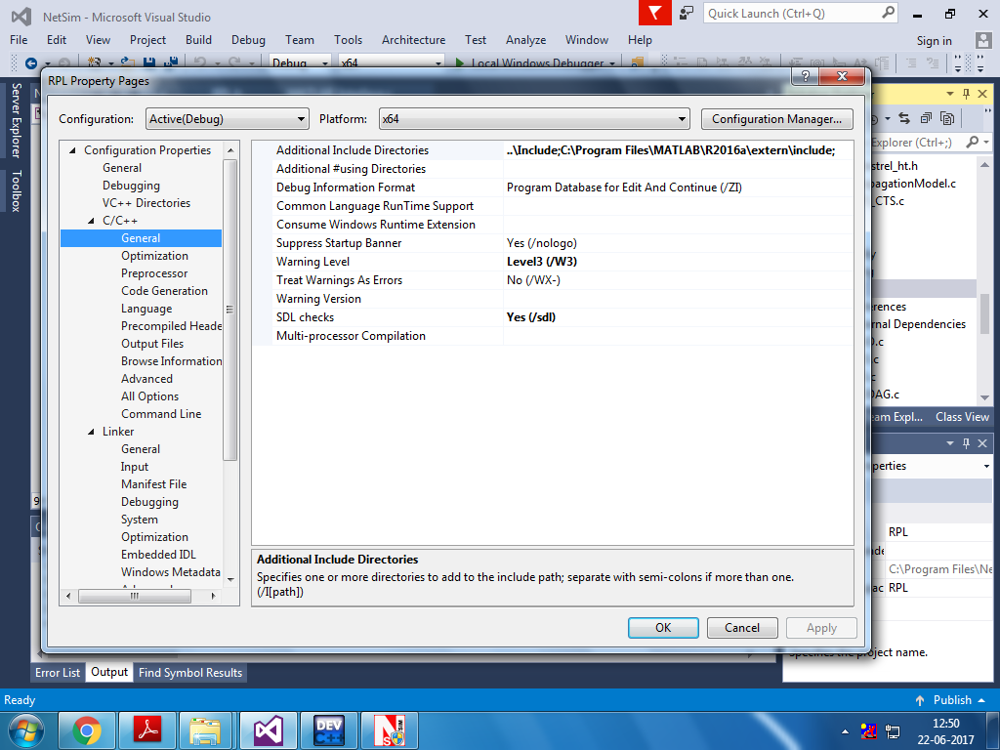 NetSim - Microsoft Visual Studio
Quick Launch (Ctrl+Q)
File Edit View Project Build Debug Team Tools Architecture Test Analyze Window Help
Sign in
Debug x64 Local Windows Debugger
RPL Property Pages
Server Explorer
Toolbox
Configuration: Active(Debug) Platform: x64 Configuration Manager...
Configuration Properties
General
Debugging
VC++ Directories
C/C++
General
Optimization
Preprocessor
Code Generation
Language
Precompiled Heade
Output Files
Browse Information
Advanced
All Options
Command Line
Linker
General
Input
Manifest File
Debugging
System
Optimization
Embedded IDL
Windows Metadata
Additional Include Directories ..\Include;C:\Program Files\MATLAB\R2016a\extern\include;
Additional #using Directories
Debug Information Format Program Database for Edit And Continue (/ZI)
Common Language RunTime Support
Consume Windows Runtime Extension
Suppress Startup Banner Yes (/nologo)
Warning Level Level3 (/W3)
Treat Warnings As Errors No (/WX-)
Warning Version
SDL checks Yes (/sdl)
Multi-processor Compilation
Additional Include Directories
Specifies one or more directories to add to the include path; separate with semi-colons if more than one.
(/I[path])
OK Cancel Apply
Explorer (Ctrl+;)
strel_ht.h
pagationModel.c
_CTS.c
rences
rnal Dependencies
.c
DAG.c
eam Expl... Class View
perties
RPL
C:\Program Files\Ne
RPL
Specifies the project name.
Error List Output Find Symbol Results
Ready
Publish
DEV
C++
N
SIM
12:50
22-06-2017